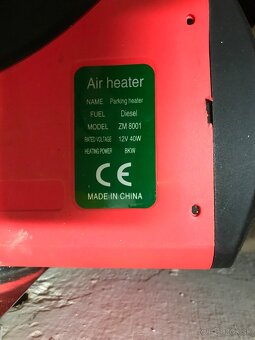 Air heater
NAME Parking heater
FUEL Diesel
MODEL ZM 8001
RATED VOLTAGE 12V 40W
HEATING POWER 8KW
CE
MADE IN CHINA